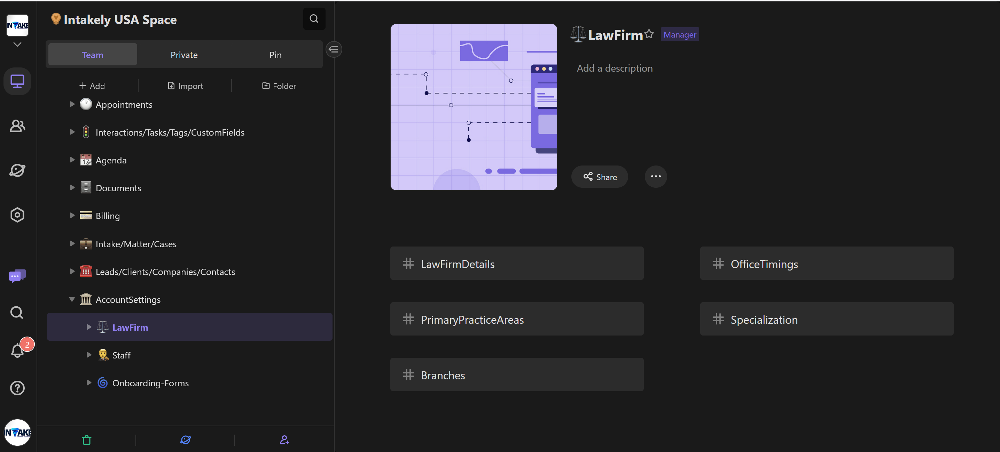 INTAKE
Intakely USA Space
Team
Private
Pin
Add
Import
Folder
Appointments
Interactions/Tasks/Tags/CustomFields
JUL
17
Agenda
Documents
Billing
Intake/Matter/Cases
Leads/Clients/Companies/Contacts
AccountSettings
LawFirm
Staff
Onboarding-Forms
2
INTAKE
LawFirm
Manager
Add a description
Share
LawFirmDetails
OfficeTimings
PrimaryPracticeAreas
Specialization
Branches